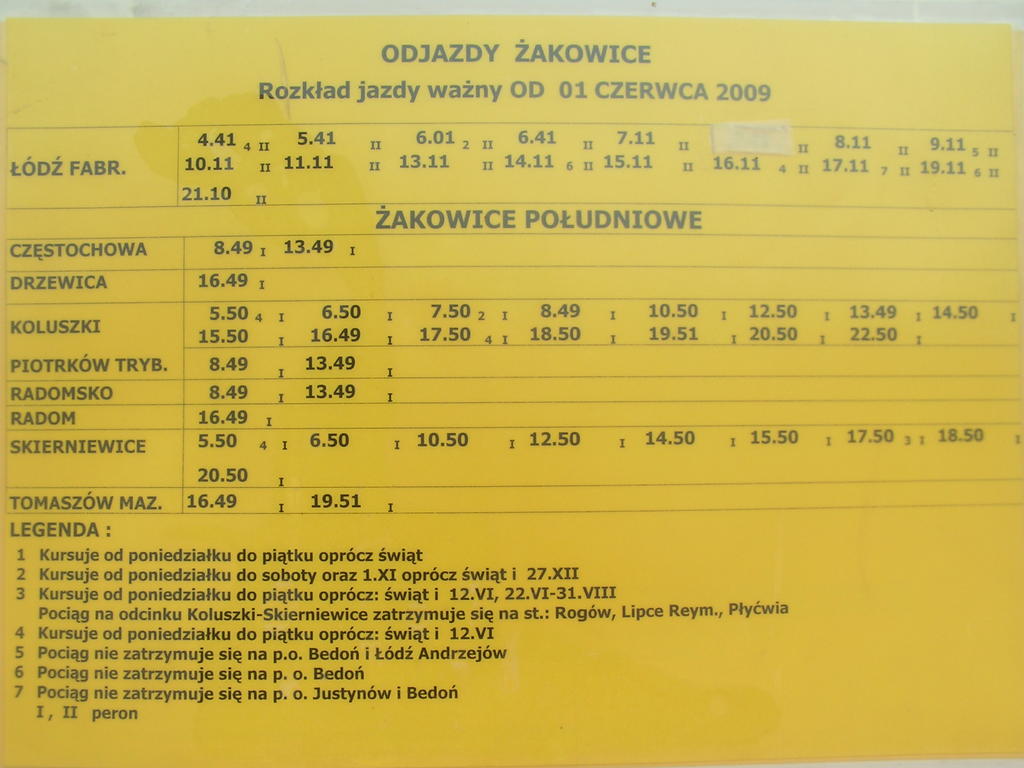 ODJAZDY ŻAKOWICE
Rozkład jazdy ważny OD 01 CZERWCA 2009
ŁÓDŹ FABR.
4.41 4 II 5.41 II 6.01 2 II 6.41 II 7.11 II II 8.11 II 9.11 5 II
10.11 II 11.11 II 13.11 II 14.11 6 II 15.11 II 16.11 4 II 17.11 7 II 19.11 6 II
21.10 II
ŻAKOWICE POŁUDNIOWE
CZĘSTOCHOWA 8.49 I 13.49 I
DRZEWICA 16.49 I
KOLUSZKI
5.50 4 I 6.50 I 7.50 2 I 8.49 I 10.50 I 12.50 I 13.49 I 14.50 I
15.50 I 16.49 I 17.50 4 I 18.50 I 19.51 I 20.50 I 22.50 I
PIOTRKÓW TRYB. 8.49 I 13.49 I
RADOMSKO 8.49 I 13.49 I
RADOM 16.49 I
SKIERNIEWICE 5.50 4 I 6.50 I 10.50 I 12.50 I 14.50 I 15.50 I 17.50 3 I 18.50 I
20.50 I
TOMASZÓW MAZ. 16.49 I 19.51 I
LEGENDA :
1 Kursuje od poniedziałku do piątku oprócz świąt
2 Kursuje od poniedziałku do soboty oraz 1.XI oprócz świąt i 27.XII
3 Kursuje od poniedziałku do piątku oprócz: świąt i 12.VI, 22.VI-31.VIII
Pociąg na odcinku Koluszki-Skierniewice zatrzymuje się na st.: Rogów, Lipce Reym., Płyćwia
4 Kursuje od poniedziałku do piątku oprócz: świąt i 12.VI
5 Pociąg nie zatrzymuje się na p.o. Bedoń i Łódź Andrzejów
6 Pociąg nie zatrzymuje się na p. o. Bedoń
7 Pociąg nie zatrzymuje się na p. o. Justynów i Bedoń
I , II peron